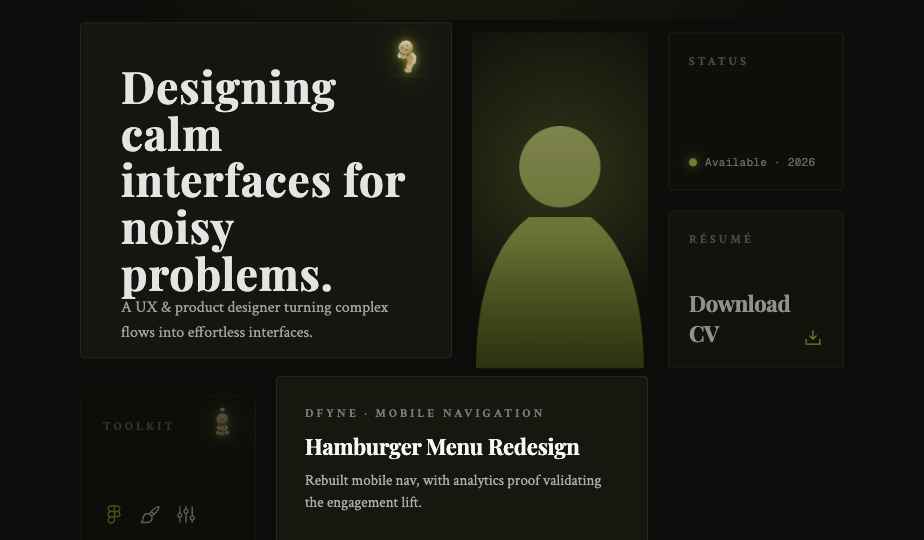 Designing
calm
interfaces for
noisy
problems.
A UX & product designer turning complex
flows into effortless interfaces.
STATUS
Available · 2026
RÉSUMÉ
Download
CV
TOOLKIT
DFYNE · MOBILE NAVIGATION
Hamburger Menu Redesign
Rebuilt mobile nav, with analytics proof validating
the engagement lift.